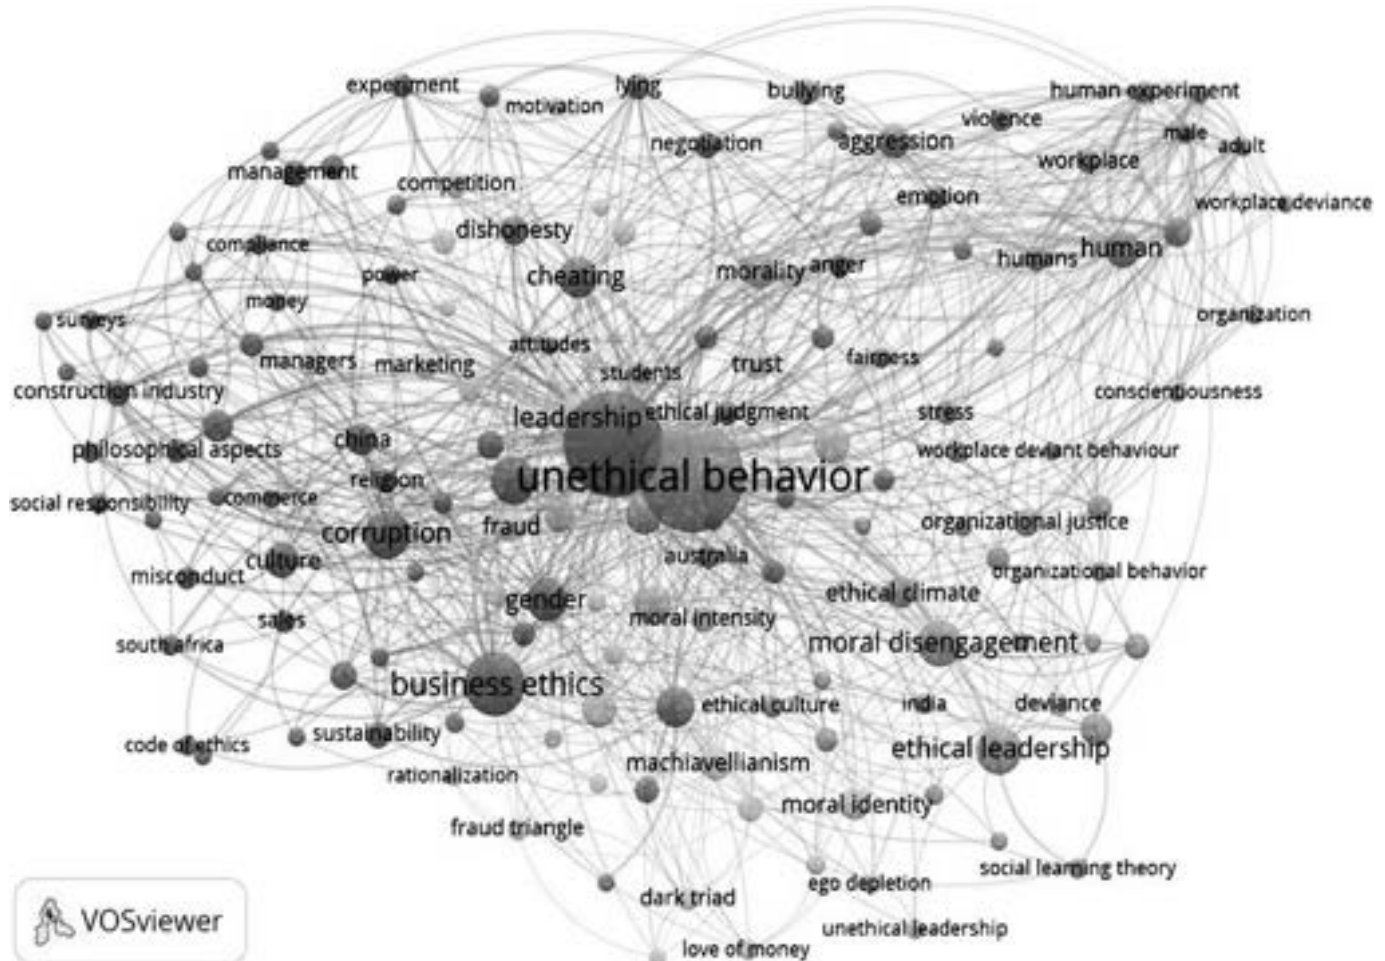 experiment
lying
bullying
human experiment
motivation
violence
negotiation
aggression
male
adult
management
workplace
competition
emotion
workplace deviance
dishonesty
compliance
human
power
cheating
morality
anger
humans
money
organization
surveys
attitudes
managers
marketing
students
trust
fairness
construction industry
conscientiousness
leadership
ethical judgment
stress
china
philosophical aspects
workplace deviant behaviour
religion
unethical behavior
social responsibility
commerce
fraud
organizational justice
corruption
australia
culture
misconduct
organizational behavior
gender
ethical climate
moral intensity
sales
south africa
moral disengagement
business ethics
ethical culture
india
deviance
sustainability
code of ethics
ethical leadership
machiavellianism
rationalization
moral identity
fraud triangle
social learning theory
ego depletion
dark triad
VOSviewer
unethical leadership
love of money